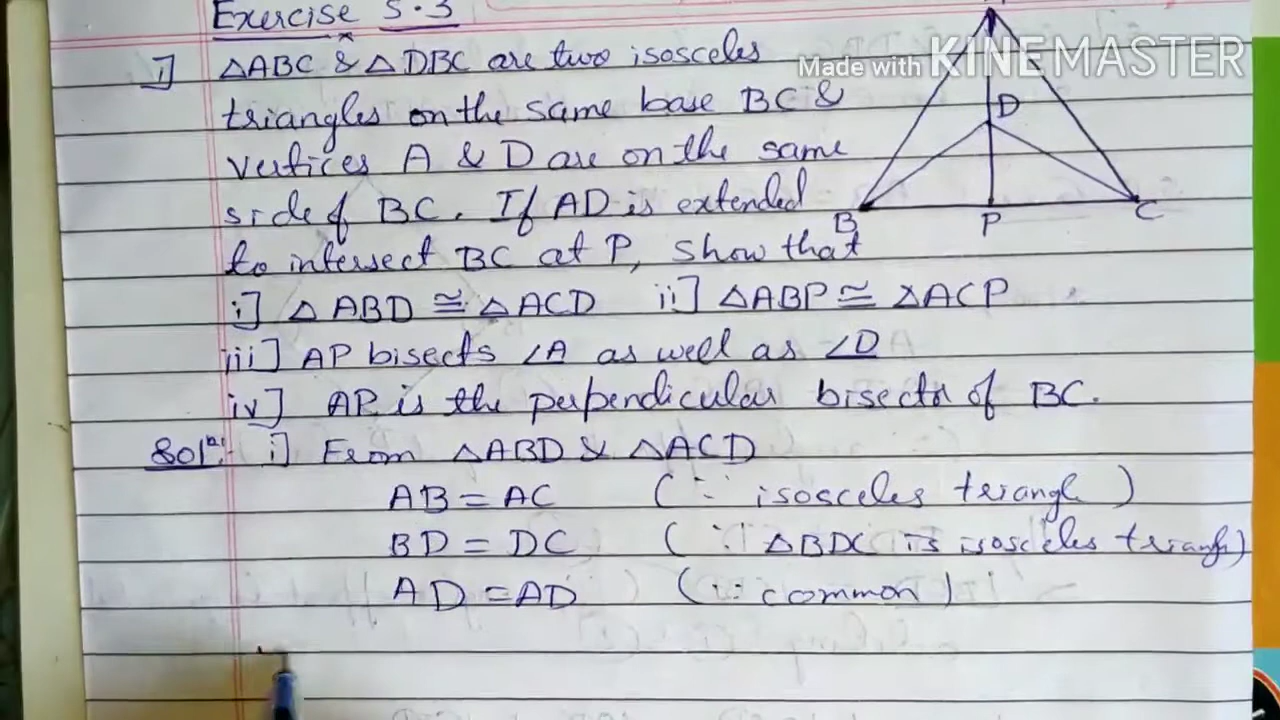 Exercise 5.3
Made with KINEMASTER
1] △ABC & △DBC are two isosceles
triangles on the same base BC &
vertices A & D are on the same
side of BC. If AD is extended
to intersect BC at P, show that
i] △ABD ≅ △ACD ii] △ABP ≅ △ACP
iii] AP bisects ∠A as well as ∠D
iv] AP is the perpendicular bisector of BC.
D
B
P
C
Solⁿ:- i] From △ABD & △ACD
AB = AC (∵ isosceles triangl)
BD = DC (∵ △BDC is isosceles triangl)
AD = AD (∵ common)